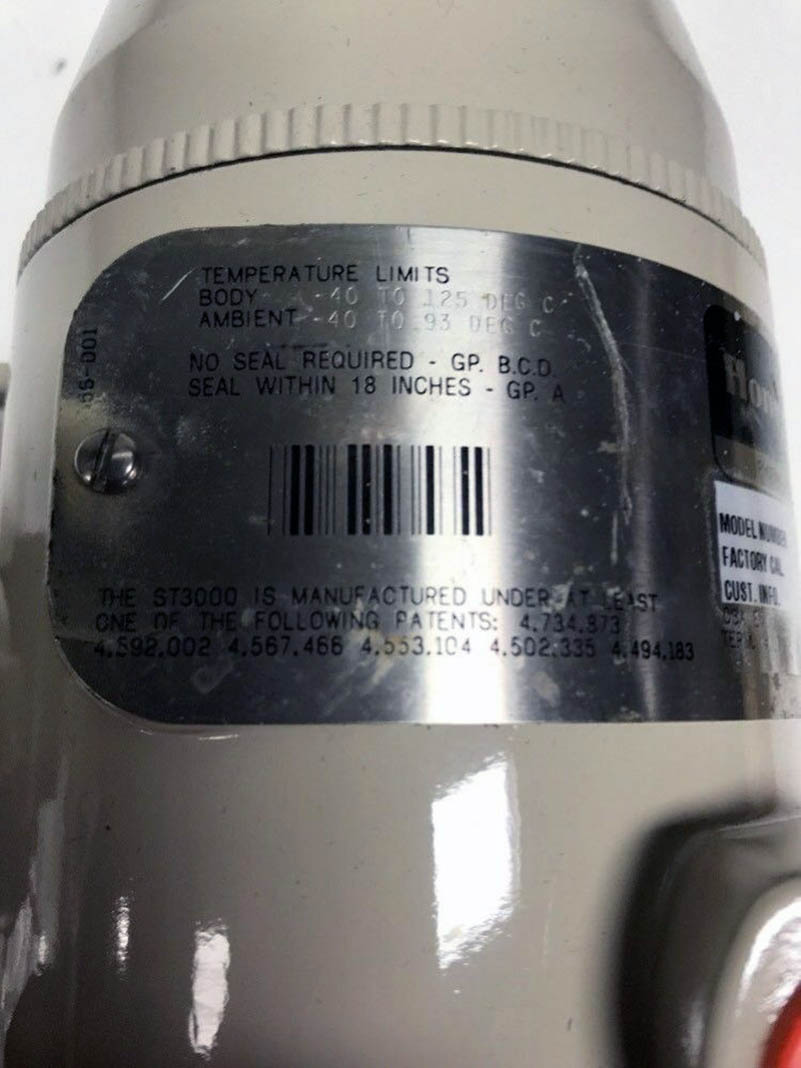 TEMPERATURE LIMITS
BODY -40 TO 125 DEG C
AMBIENT -40 TO 93 DEG C
NO SEAL REQUIRED - GP. B.C.D.
SEAL WITHIN 18 INCHES - GP. A
THE ST3000 IS MANUFACTURED UNDER AT LEAST
ONE OF THE FOLLOWING PATENTS: 4.734.873
4.592.002 4.567.466 4.553.104 4.502.335 4.494.183
MODEL NUMBER
FACTORY CAL
CUST. INFO.